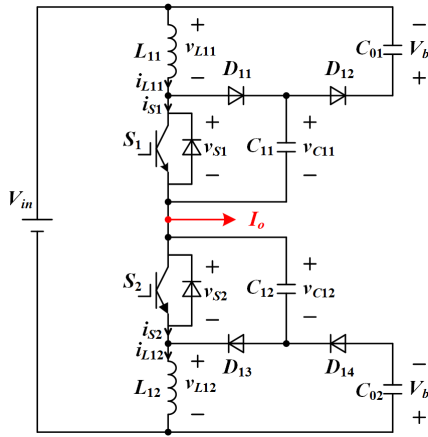 + −
L11 vL11 C01 Vb
iL11 − D11 D12 +
iS1 + +
S1 vS1 C11 vC11
− −
Vin Io
+ +
S2 vS2 C12 vC12
iS2 − −
iL12 + D13 D14 +
L12 vL12 C02 Vb
− −